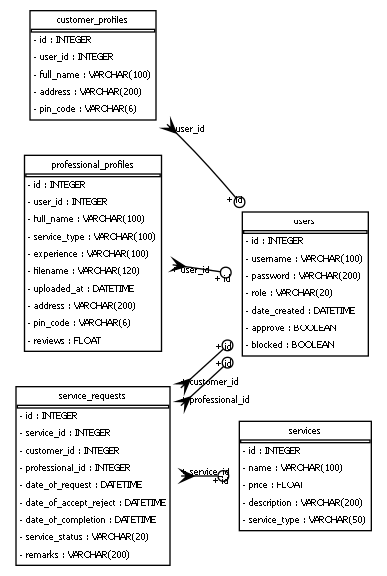 customer_profiles
- id : INTEGER
- user_id : INTEGER
- full_name : VARCHAR(100)
- address : VARCHAR(200)
- pin_code : VARCHAR(6)
user_id
+ id
professional_profiles
- id : INTEGER
- user_id : INTEGER
- full_name : VARCHAR(100)
- service_type : VARCHAR(100)
- experience : VARCHAR(100)
- filename : VARCHAR(120)
- uploaded_at : DATETIME
- address : VARCHAR(200)
- pin_code : VARCHAR(6)
- reviews : FLOAT
user_id
+ id
users
- id : INTEGER
- username : VARCHAR(100)
- password : VARCHAR(200)
- role : VARCHAR(20)
- date_created : DATETIME
- approve : BOOLEAN
- blocked : BOOLEAN
+ id
+ id
+ customer_id
+ professional_id
service_requests
- id : INTEGER
- service_id : INTEGER
- customer_id : INTEGER
- professional_id : INTEGER
- date_of_request : DATETIME
- date_of_accept_reject : DATETIME
- date_of_completion : DATETIME
- service_status : VARCHAR(20)
- remarks : VARCHAR(200)
+ service_id
+ id
services
- id : INTEGER
- name : VARCHAR(100)
- price : FLOAT
- description : VARCHAR(200)
- service_type : VARCHAR(50)